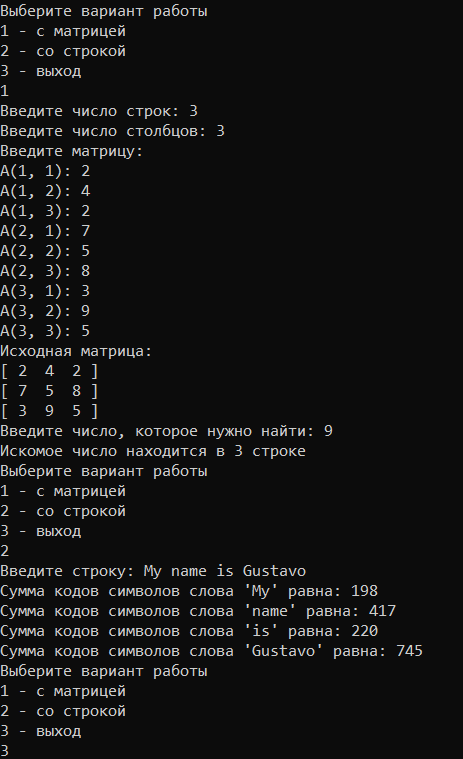 Выберите вариант работы
1 - с матрицей
2 - со строкой
3 - выход
1
Введите число строк: 3
Введите число столбцов: 3
Введите матрицу:
A(1, 1): 2
A(1, 2): 4
A(1, 3): 2
A(2, 1): 7
A(2, 2): 5
A(2, 3): 8
A(3, 1): 3
A(3, 2): 9
A(3, 3): 5
Исходная матрица:
[ 2  4  2 ]
[ 7  5  8 ]
[ 3  9  5 ]
Введите число, которое нужно найти: 9
Искомое число находится в 3 строке
Выберите вариант работы
1 - с матрицей
2 - со строкой
3 - выход
2
Введите строку: My name is Gustavo
Сумма кодов символов слова 'My' равна: 198
Сумма кодов символов слова 'name' равна: 417
Сумма кодов символов слова 'is' равна: 220
Сумма кодов символов слова 'Gustavo' равна: 745
Выберите вариант работы
1 - с матрицей
2 - со строкой
3 - выход
3